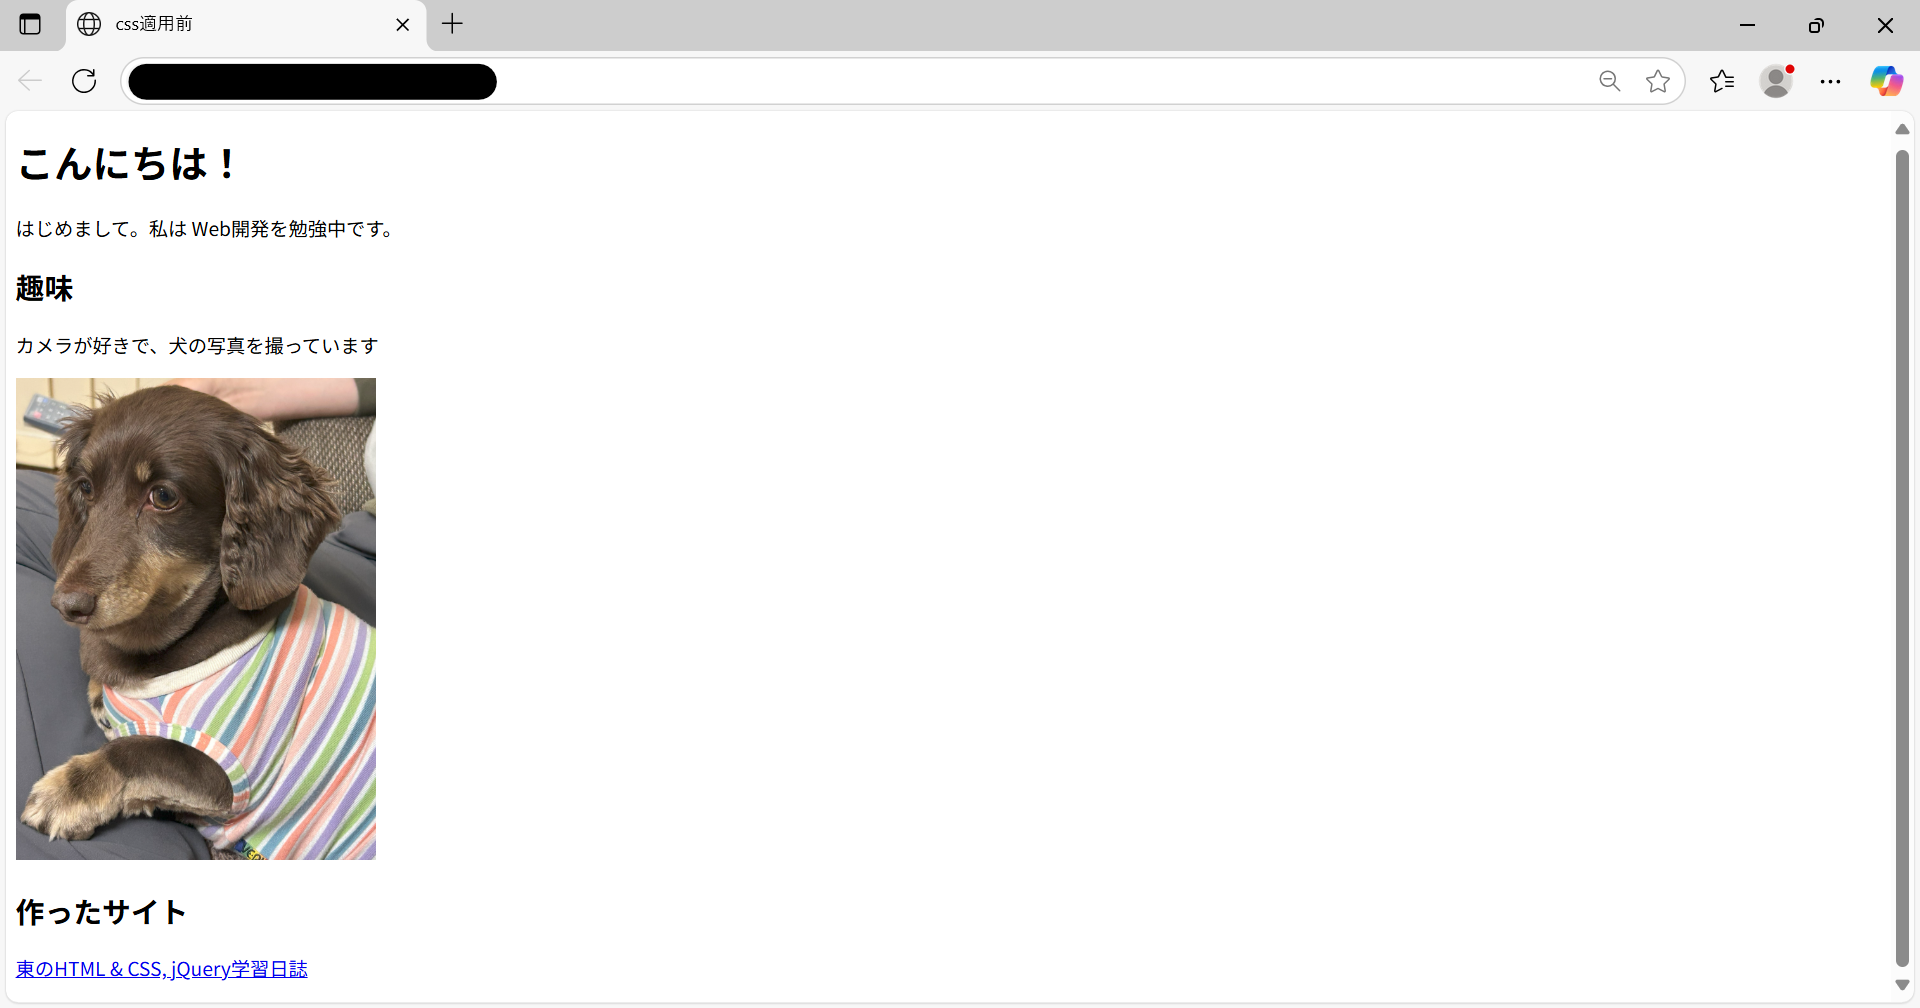 css適用前
こんにちは！
はじめまして。私は Web開発を勉強中です。
趣味
カメラが好きで、犬の写真を撮っています
作ったサイト
東のHTML & CSS, jQuery学習日誌